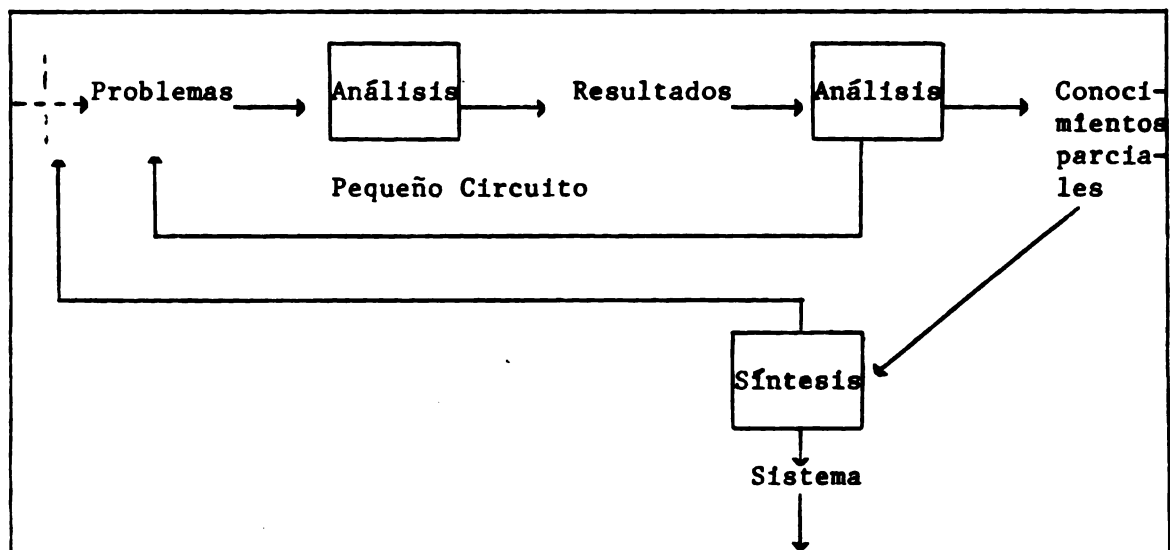 Problemas
Análisis
Resultados
Análisis
Conoci-
mientos
parcia-
les
Pequeño Circuito
Síntesis
Sistema